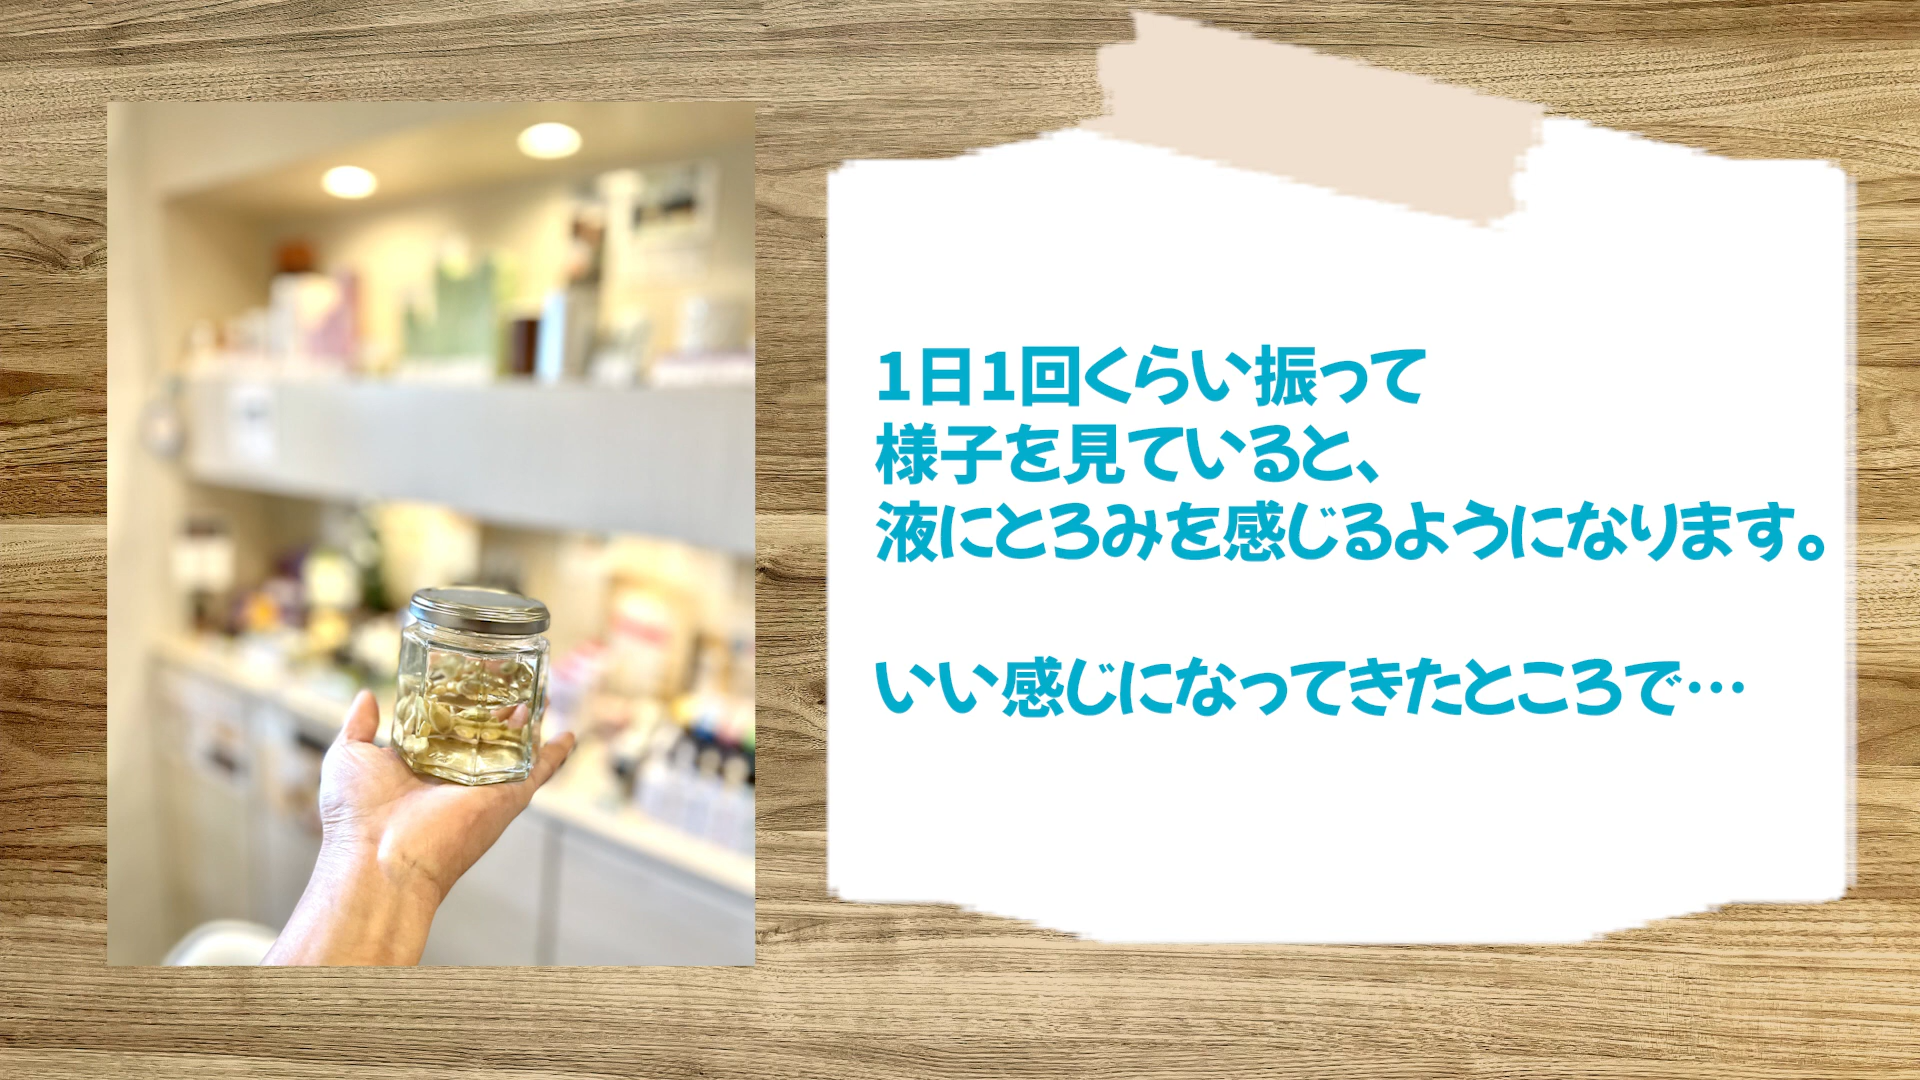 1日1回くらい振って
様子を見ていると、
液にとろみを感じるようになります。
いい感じになってきたところで…